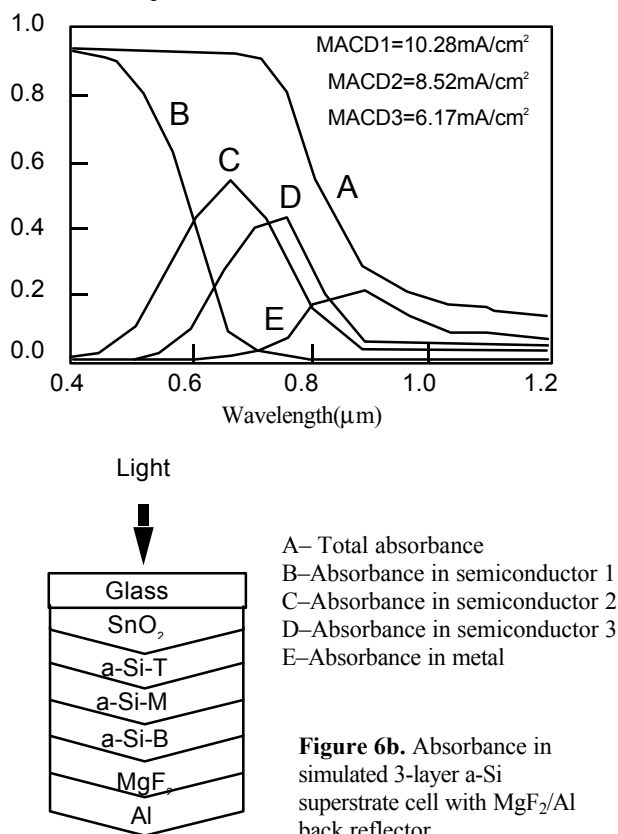 1.0
MACD1=10.28mA/cm²
MACD2=8.52mA/cm²
0.8
B
MACD3=6.17mA/cm²
0.6
C
A
D
0.4
E
0.2
0.0
0.4 0.6 0.8 1.0 1.2
Wavelength(μm)
Light
Glass
SnO₂
a-Si-T
a-Si-M
a-Si-B
MgF₂
Al
A– Total absorbance
B–Absorbance in semiconductor 1
C–Absorbance in semiconductor 2
D–Absorbance in semiconductor 3
E–Absorbance in metal
Figure 6b. Absorbance in
simulated 3-layer a-Si
superstrate cell with MgF₂/Al
back reflector